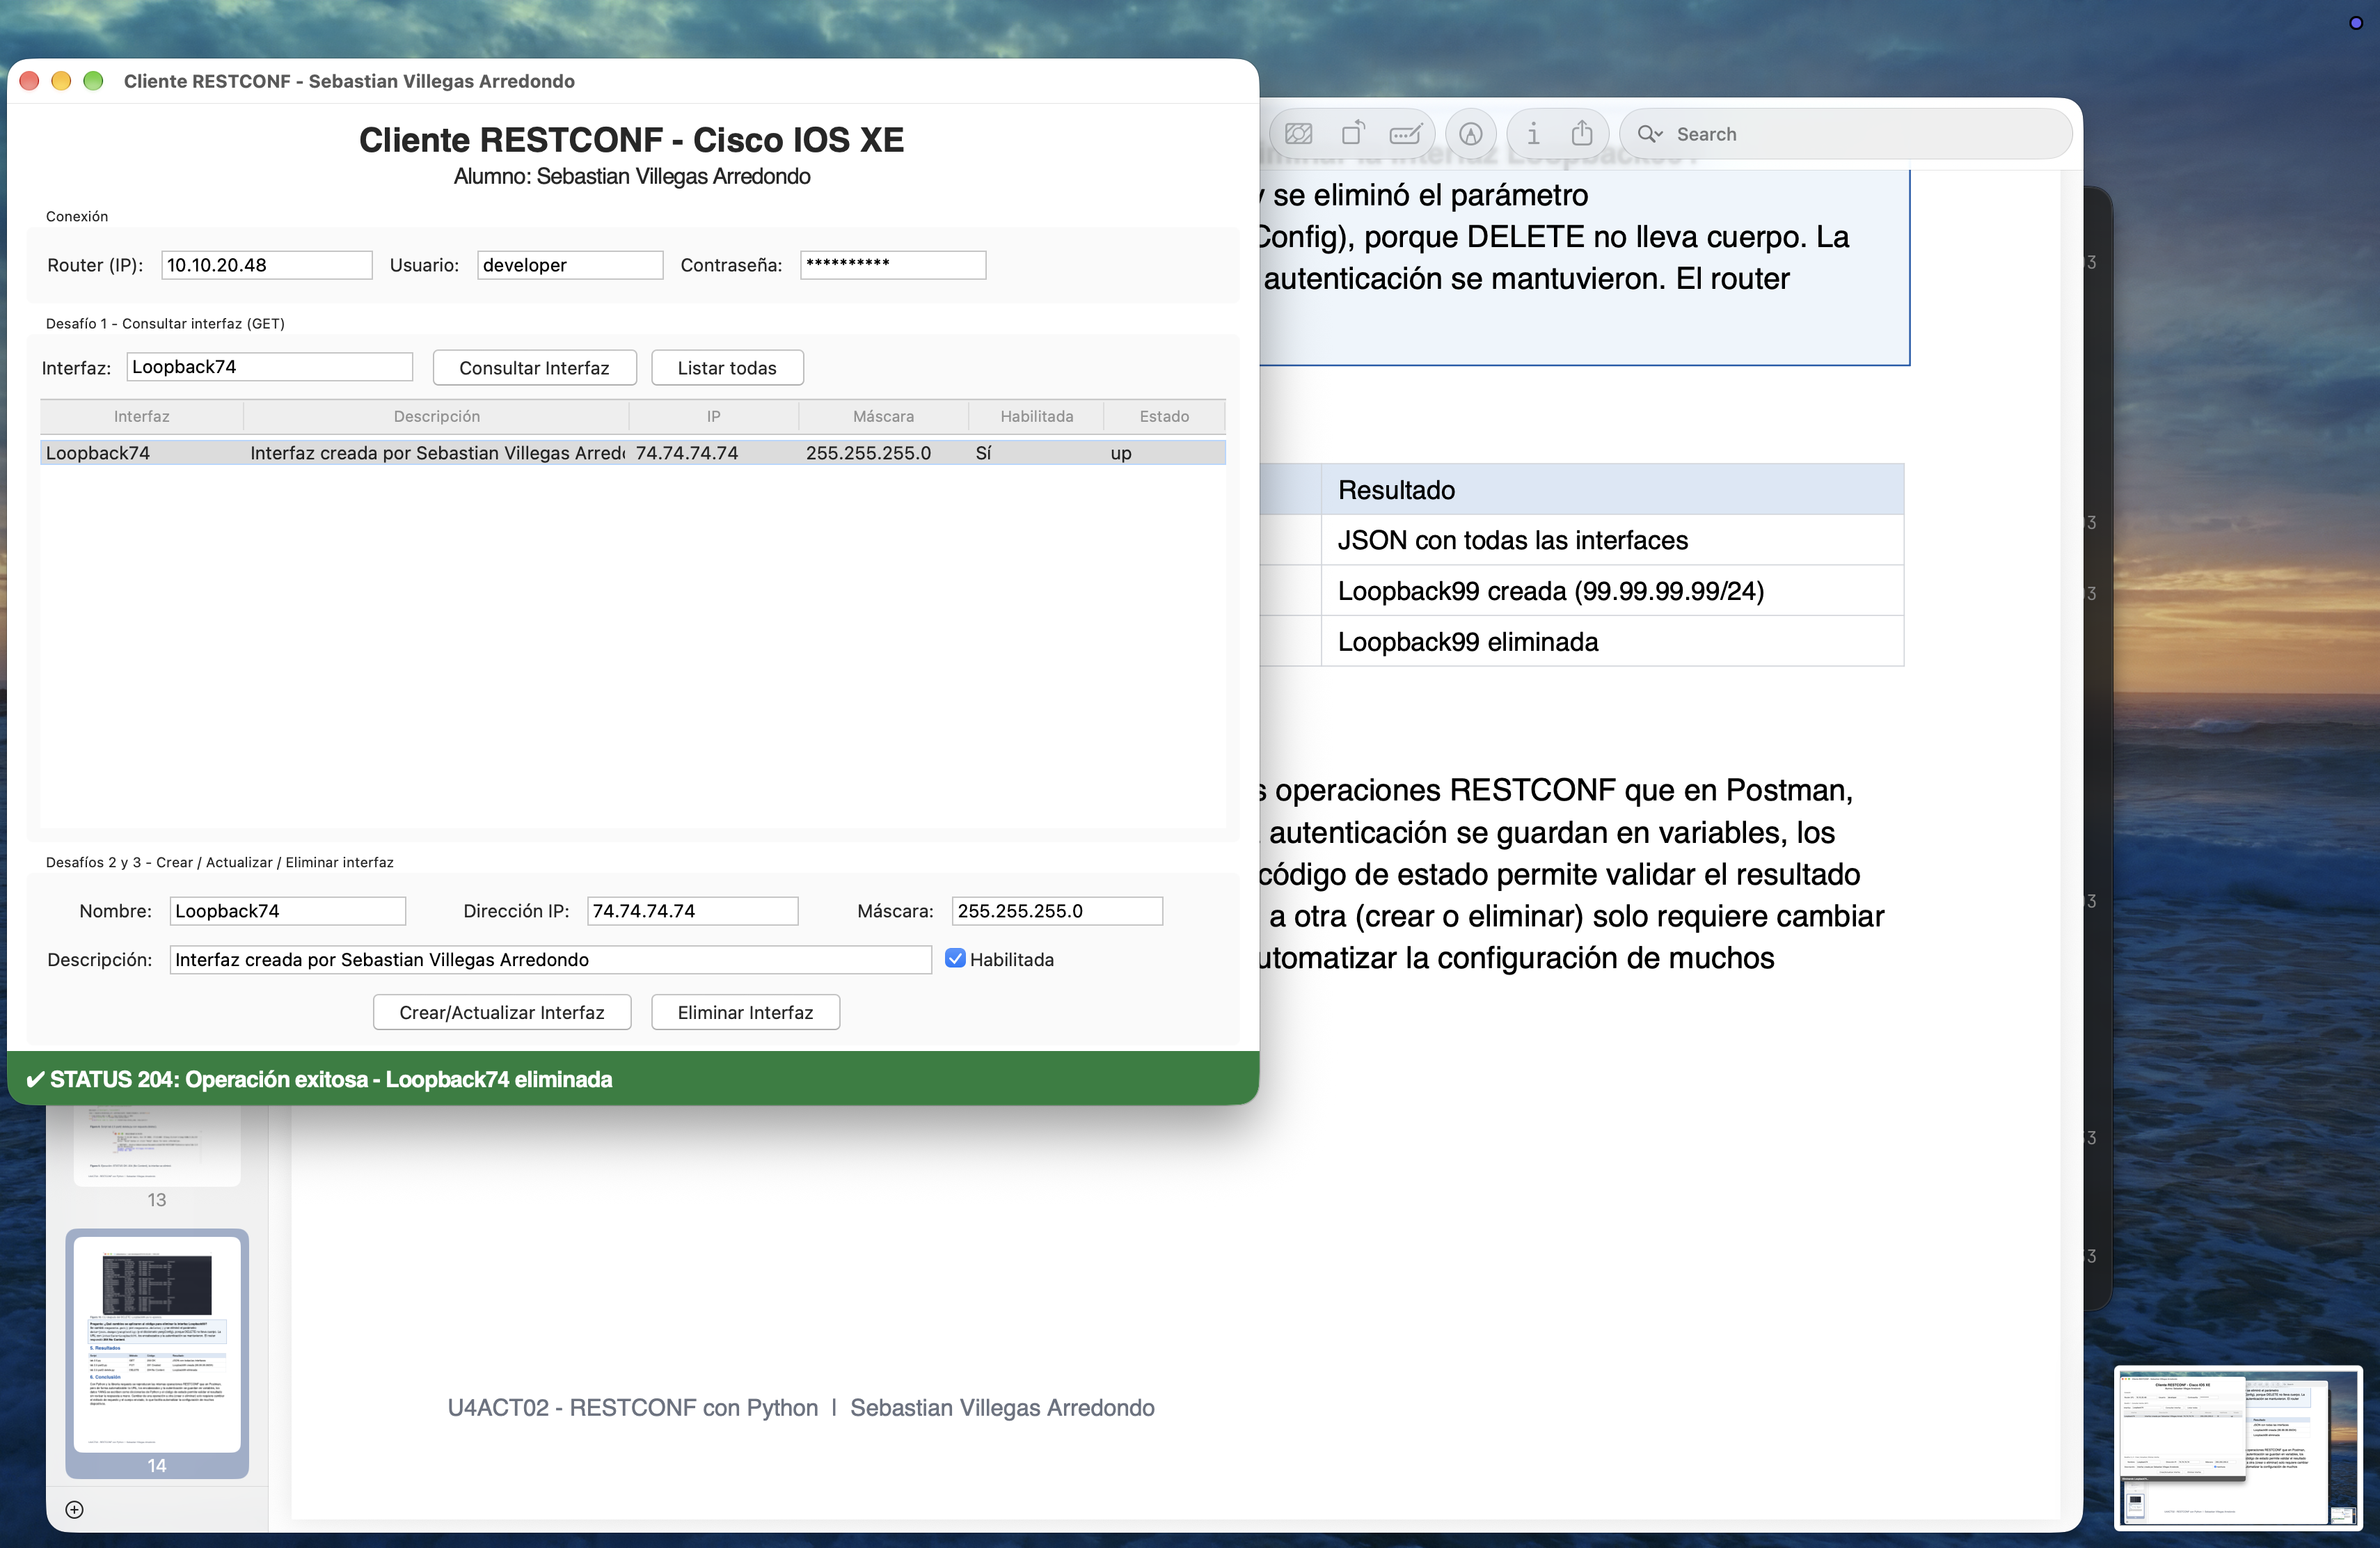 Cliente RESTCONF - Sebastian Villegas Arredondo
Cliente RESTCONF - Cisco IOS XE
Alumno: Sebastian Villegas Arredondo
Conexión
Router (IP): 10.10.20.48 Usuario: developer Contraseña: **********
Desafío 1 - Consultar interfaz (GET)
Interfaz: Loopback74 Consultar Interfaz Listar todas
Interfaz Descripción IP Máscara Habilitada Estado
Loopback74 Interfaz creada por Sebastian Villegas Arred 74.74.74.74 255.255.255.0 Sí up
Desafíos 2 y 3 - Crear / Actualizar / Eliminar interfaz
Nombre: Loopback74 Dirección IP: 74.74.74.74 Máscara: 255.255.255.0
Descripción: Interfaz creada por Sebastian Villegas Arredondo Habilitada
Crear/Actualizar Interfaz Eliminar Interfaz
✔ STATUS 204: Operación exitosa - Loopback74 eliminada
Search
y se eliminó el parámetro
Config), porque DELETE no lleva cuerpo. La
autenticación se mantuvieron. El router
Resultado
JSON con todas las interfaces
Loopback99 creada (99.99.99.99/24)
Loopback99 eliminada
s operaciones RESTCONF que en Postman,
autenticación se guardan en variables, los
código de estado permite validar el resultado
a otra (crear o eliminar) solo requiere cambiar
utomatizar la configuración de muchos
U4ACT02 - RESTCONF con Python | Sebastian Villegas Arredondo
13
5. Resultados
6. Conclusión
14